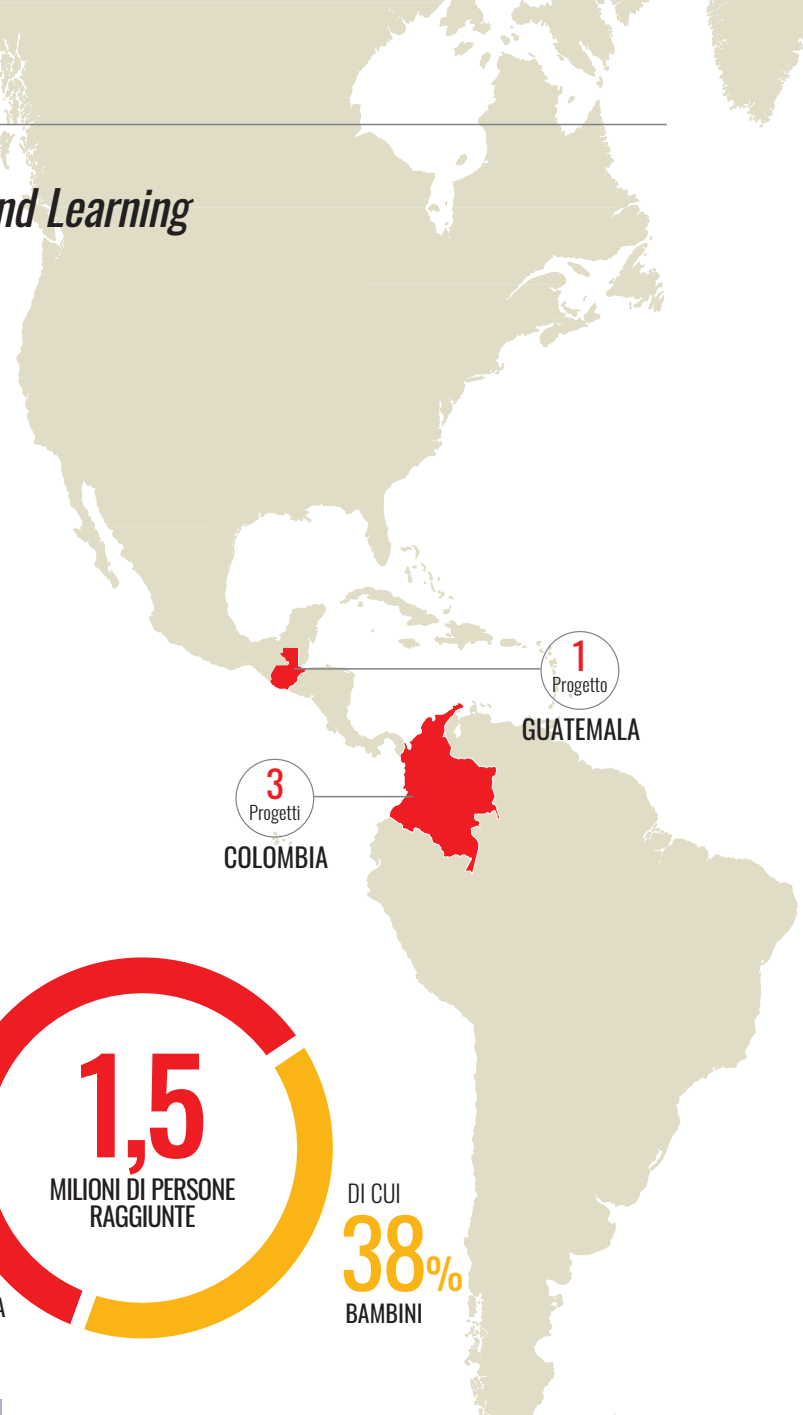 nd Learning
1
Progetto
GUATEMALA
3
Progetti
COLOMBIA
1,5
MILIONI DI PERSONE
RAGGIUNTE
DI CUI
38%
BAMBINI
A